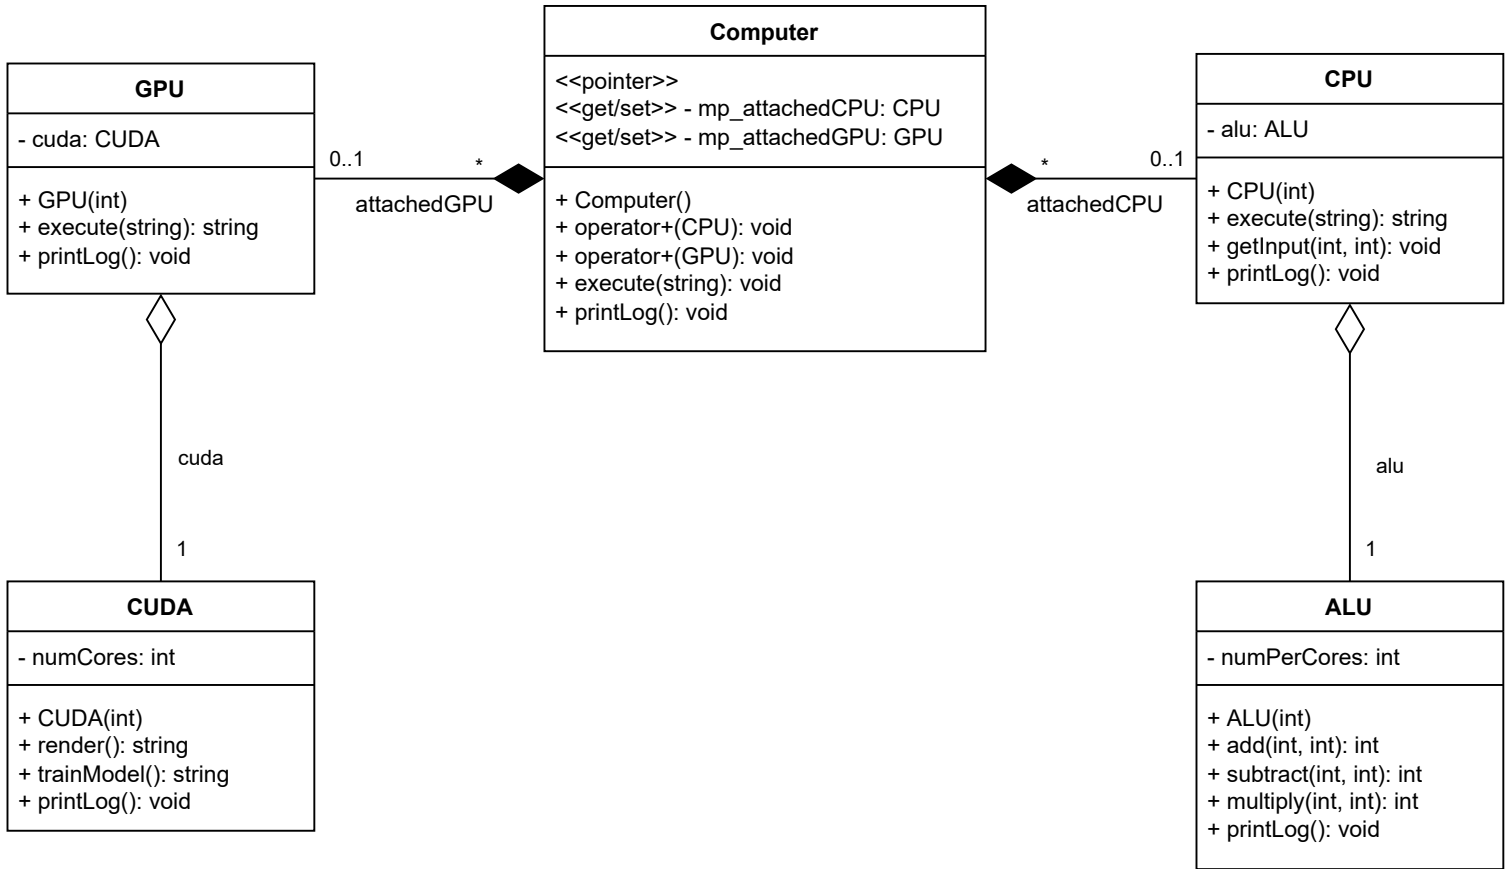 GPU
- cuda: CUDA
+ GPU(int)
+ execute(string): string
+ printLog(): void
0..1
*
attachedGPU
Computer
<<pointer>>
<<get/set>> - mp_attachedCPU: CPU
<<get/set>> - mp_attachedGPU: GPU
+ Computer()
+ operator+(CPU): void
+ operator+(GPU): void
+ execute(string): void
+ printLog(): void
*
0..1
attachedCPU
CPU
- alu: ALU
+ CPU(int)
+ execute(string): string
+ getInput(int, int): void
+ printLog(): void
cuda
1
alu
1
CUDA
- numCores: int
+ CUDA(int)
+ render(): string
+ trainModel(): string
+ printLog(): void
ALU
- numPerCores: int
+ ALU(int)
+ add(int, int): int
+ subtract(int, int): int
+ multiply(int, int): int
+ printLog(): void